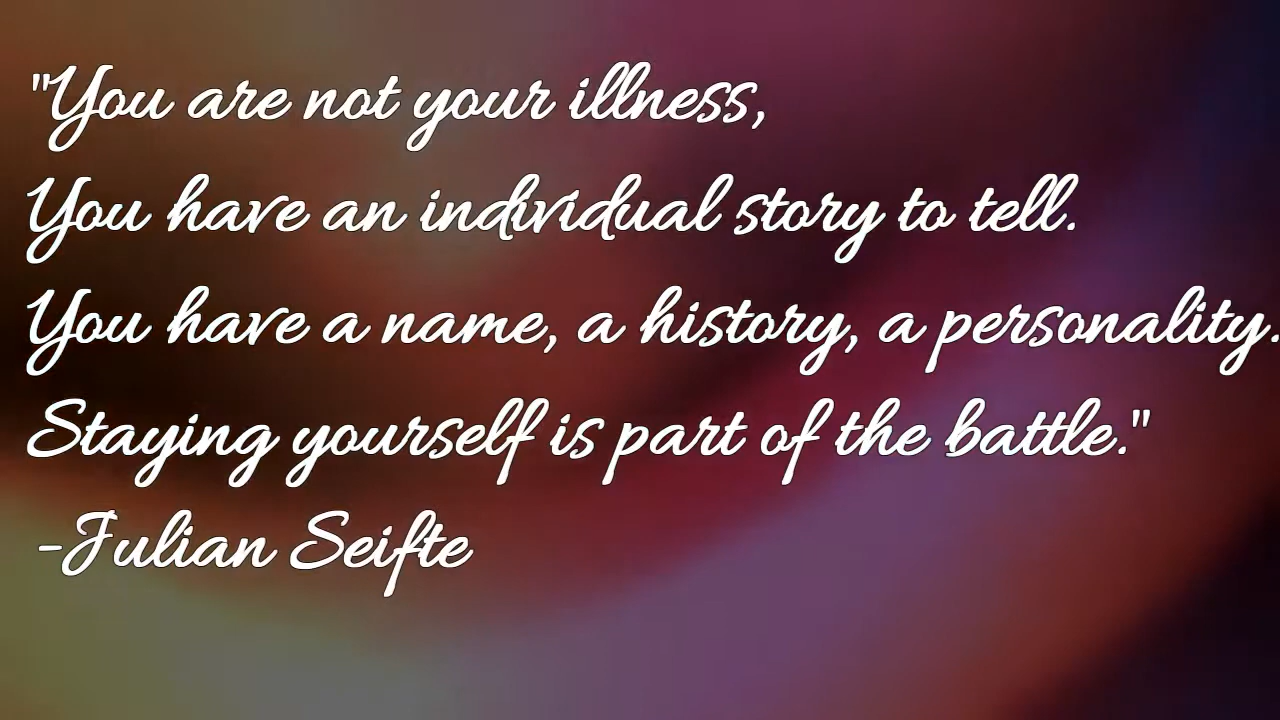 "You are not your illness,
You have an individual story to tell.
You have a name, a history, a personality.
Staying yourself is part of the battle."
-Julian Seifte